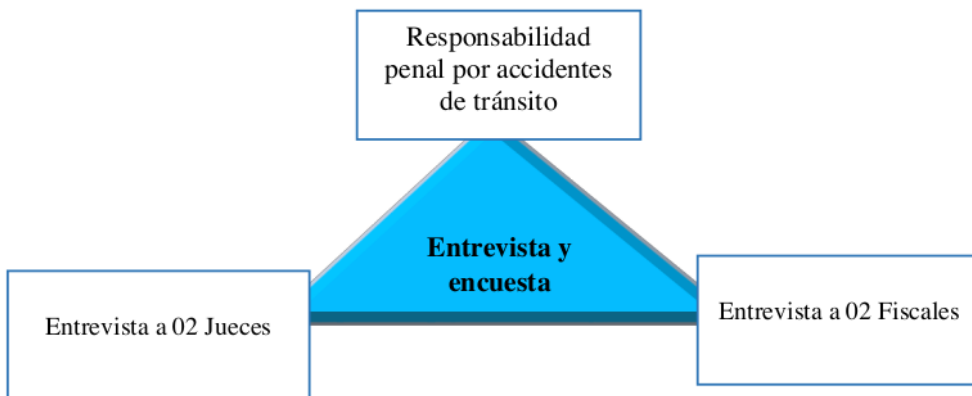 Responsabilidad
penal por accidentes
de tránsito
Entrevista y
encuesta
Entrevista a 02 Jueces
Entrevista a 02 Fiscales